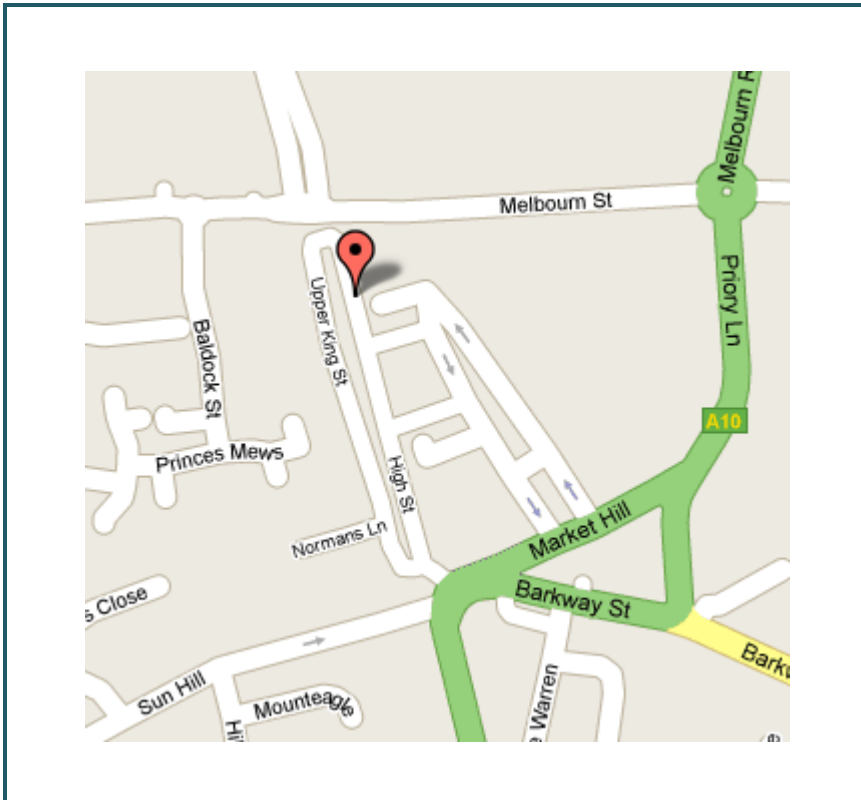 Melbourn R
Melbourn St
Priory Ln
Upper King St
Baldock St
A10
Princes Mews
High St
Normans Ln
Market Hill
s Close
Barkway St
Barkw
Sun Hill
Mounteagle
Hi
e Warren
e